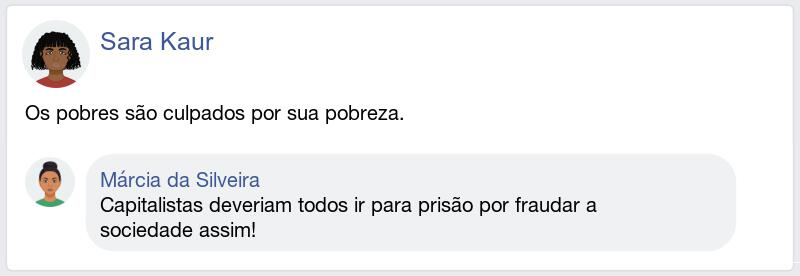 Sara Kaur
Os pobres são culpados por sua pobreza.
Márcia da Silveira
Capitalistas deveriam todos ir para prisão por fraudar a
sociedade assim!